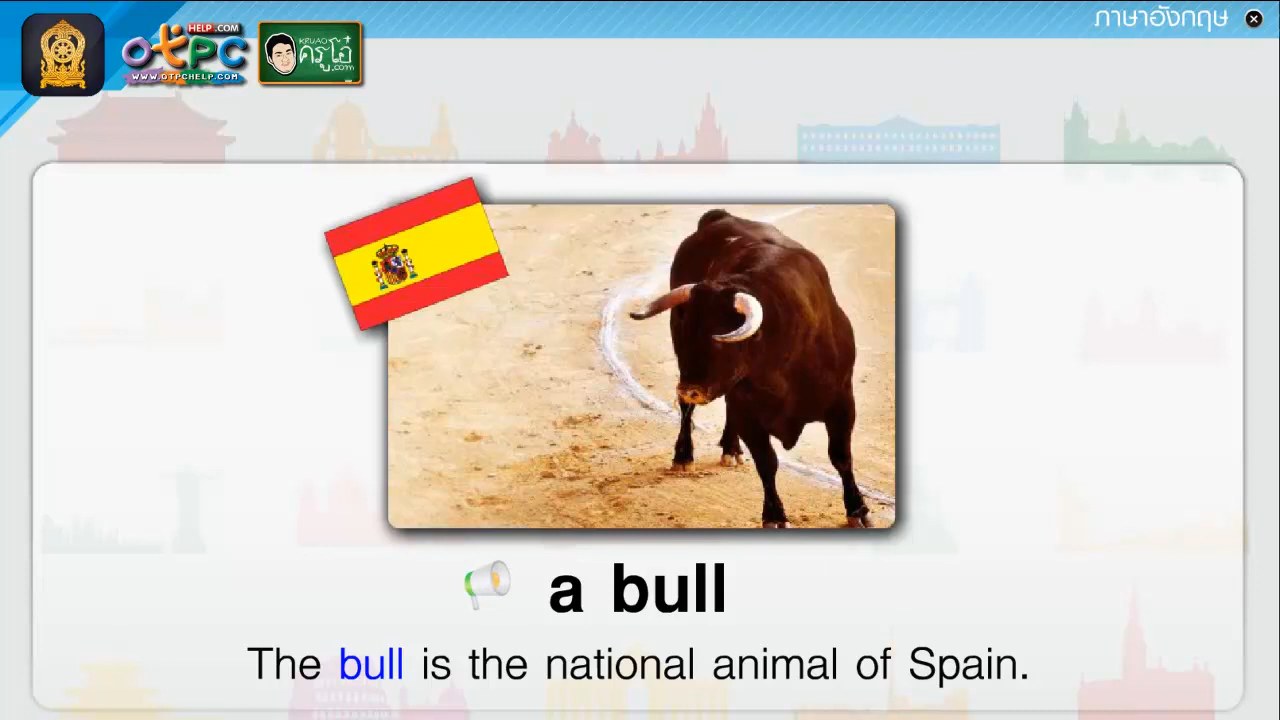 ภาษาอังกฤษ
HELP.COM
OTPC
WWW.OTPCHELP.COM
KRUAO
ครูโอ๋
.com
a bull
The bull is the national animal of Spain.